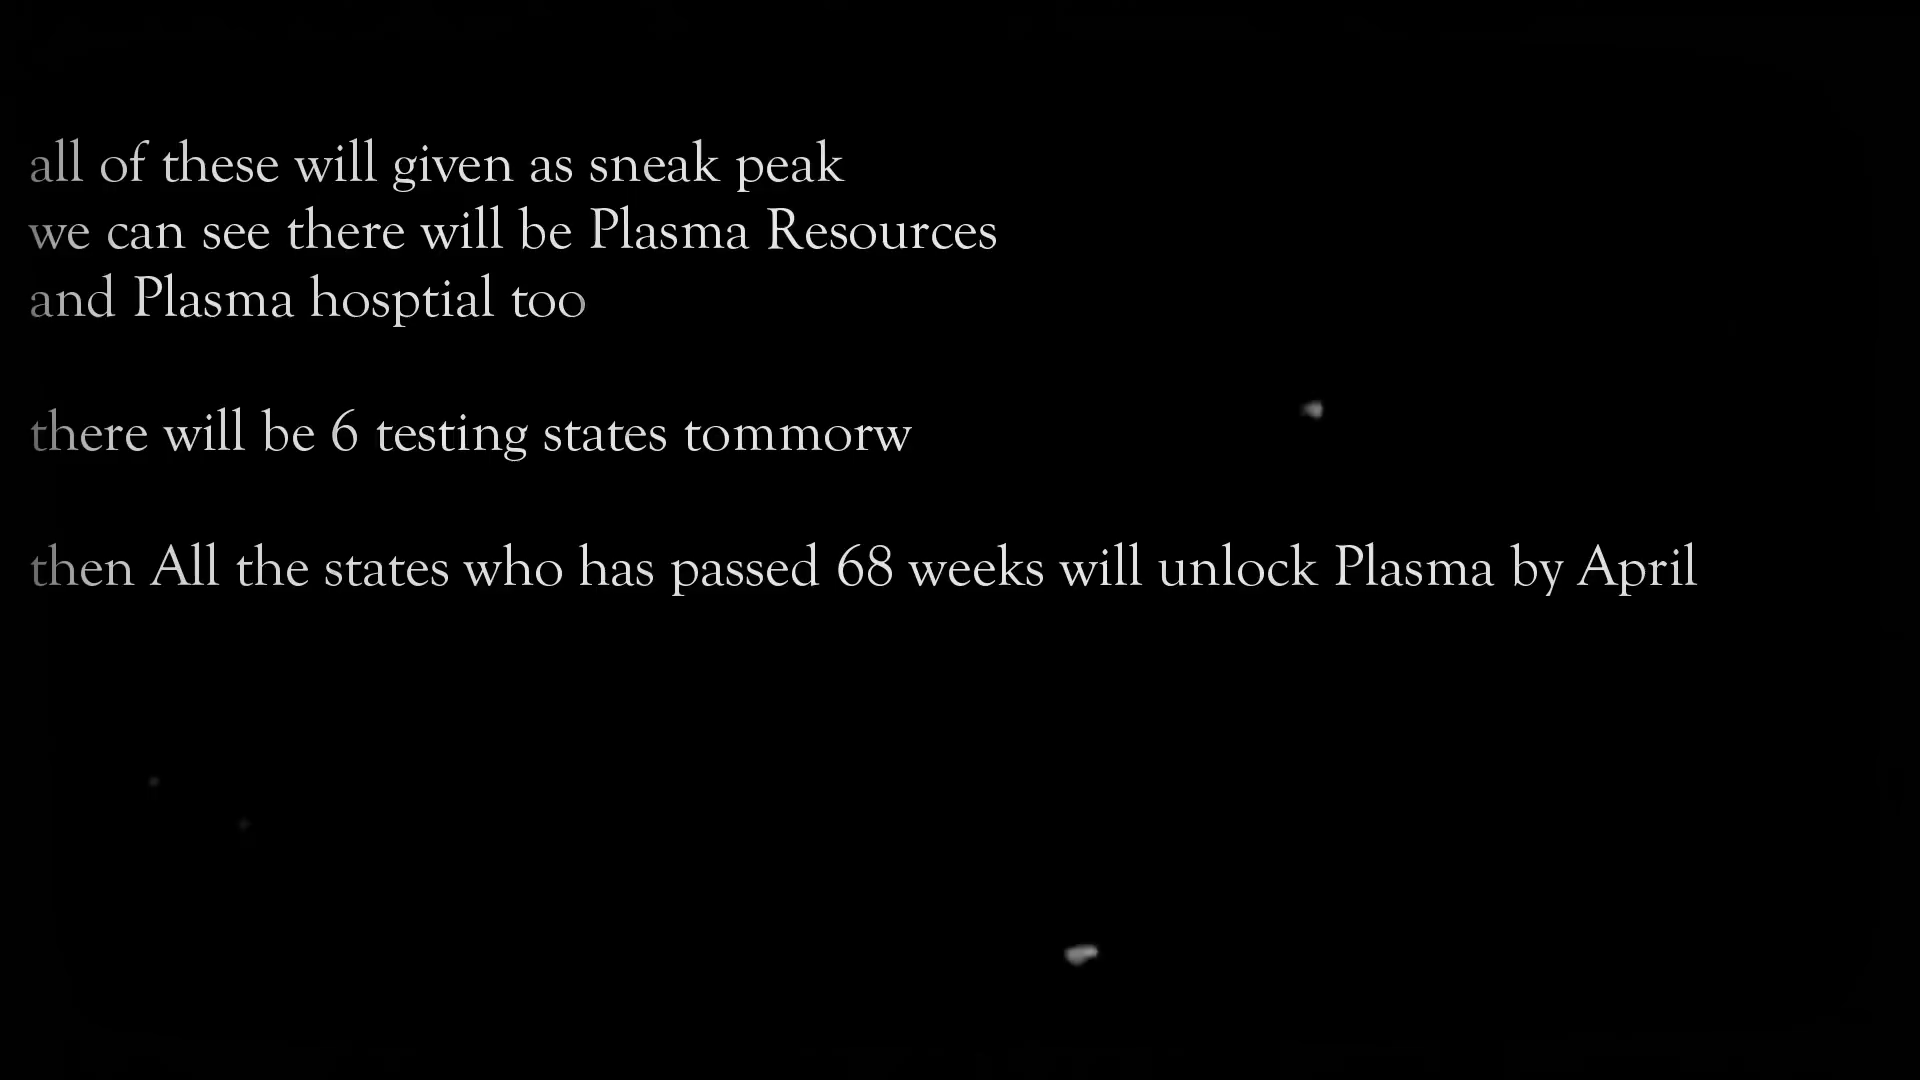 all of these will given as sneak peak
we can see there will be Plasma Resources
and Plasma hosptial too
there will be 6 testing states tommorw
then All the states who has passed 68 weeks will unlock Plasma by April